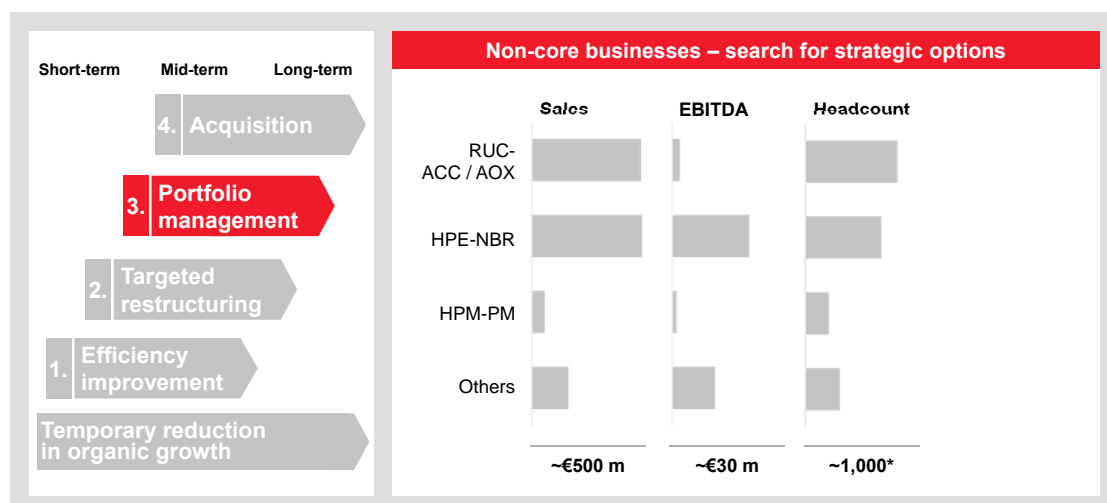 Short-term Mid-term Long-term
4. Acquisition
3. Portfolio
management
2. Targeted
restructuring
1. Efficiency
improvement
Temporary reduction
in organic growth
Non-core businesses – search for strategic options
Sales EBITDA Headcount
RUC-
ACC / AOX
HPE-NBR
HPM-PM
Others
~€500 m ~€30 m ~1,000*